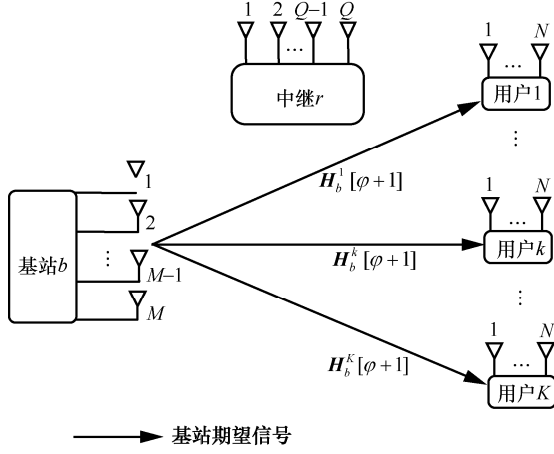 1 2 Q−1 Q
...
中继r
1 N
...
用户1
⋮
H_b^1[φ+1]
1
2
基站b
⋮
M−1
M
H_b^k[φ+1]
1 N
...
用户k
⋮
H_b^K[φ+1]
1 N
...
用户K
基站期望信号